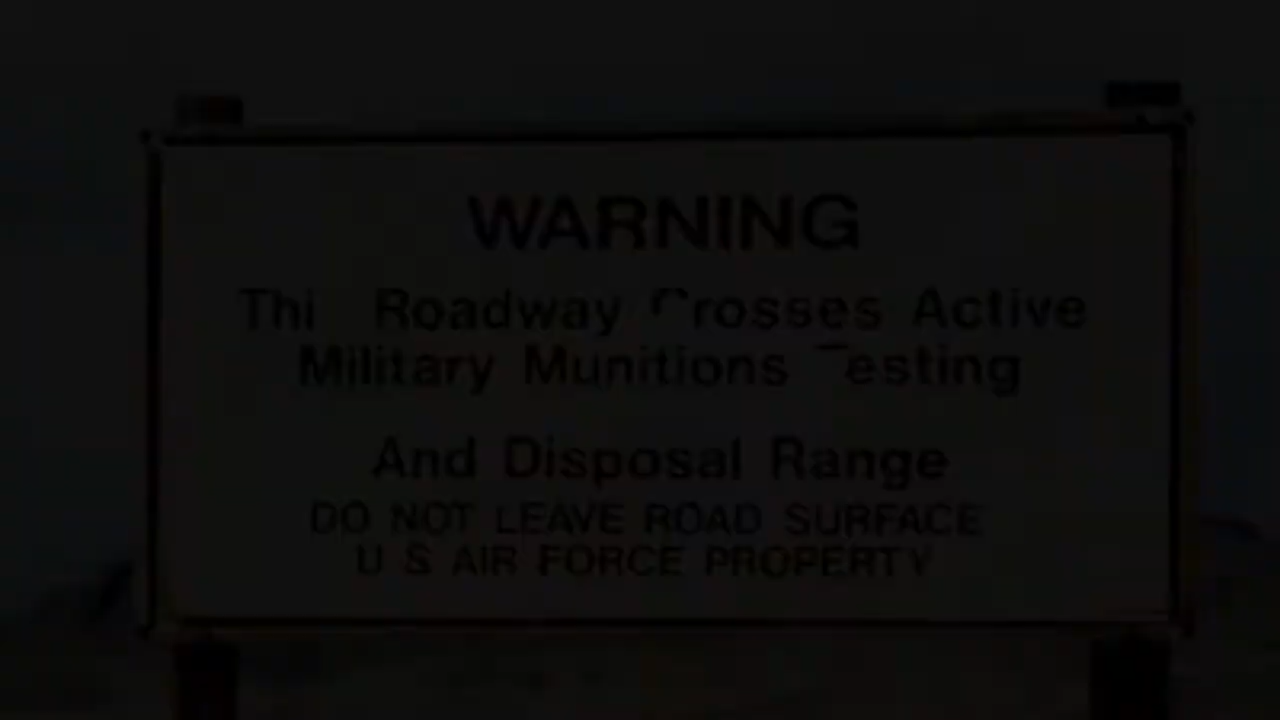 WARNING
Thi Roadway Crosses Active
Military Munitions Testing
And Disposal Range
DO NOT LEAVE ROAD SURFACE
U S AIR FORCE PROPERTY